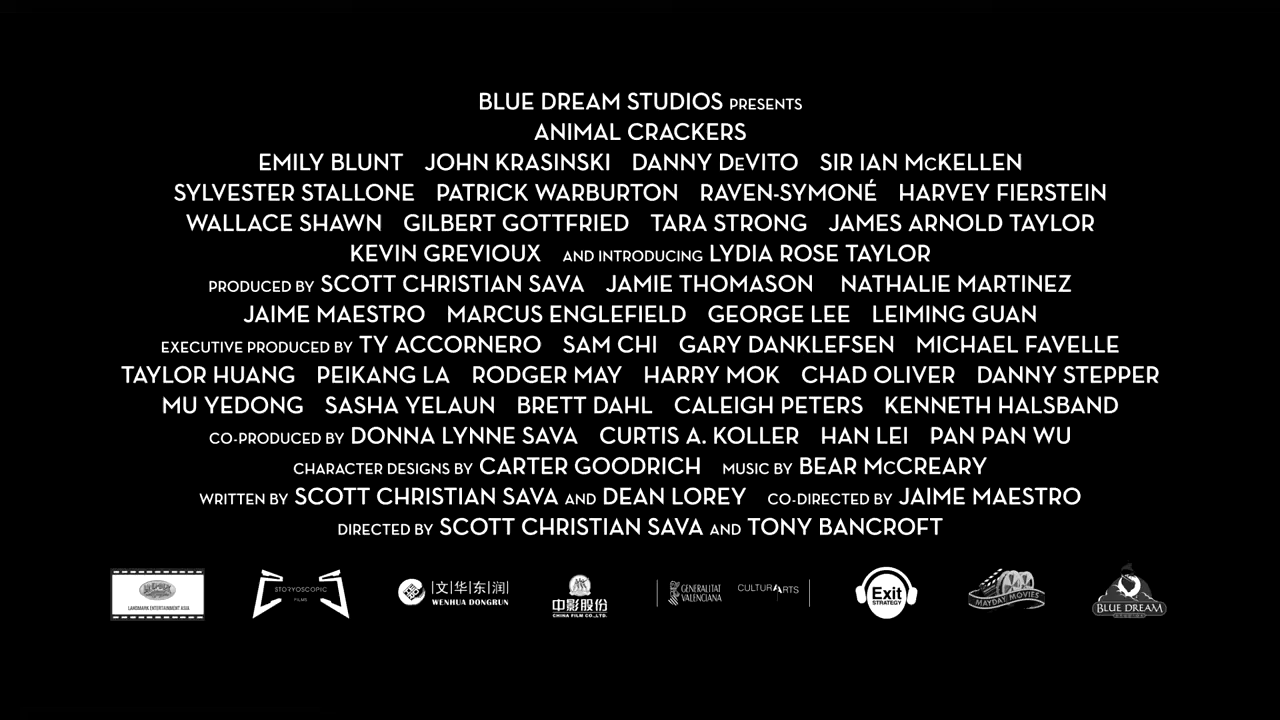 BLUE DREAM STUDIOS PRESENTS
ANIMAL CRACKERS
EMILY BLUNT JOHN KRASINSKI DANNY DeVITO SIR IAN McKELLEN
SYLVESTER STALLONE PATRICK WARBURTON RAVEN-SYMONÉ HARVEY FIERSTEIN
WALLACE SHAWN GILBERT GOTTFRIED TARA STRONG JAMES ARNOLD TAYLOR
KEVIN GREVIOUX AND INTRODUCING LYDIA ROSE TAYLOR
PRODUCED BY SCOTT CHRISTIAN SAVA JAMIE THOMASON NATHALIE MARTINEZ
JAIME MAESTRO MARCUS ENGLEFIELD GEORGE LEE LEIMING GUAN
EXECUTIVE PRODUCED BY TY ACCORNERO SAM CHI GARY DANKLEFSEN MICHAEL FAVELLE
TAYLOR HUANG PEIKANG LA RODGER MAY HARRY MOK CHAD OLIVER DANNY STEPPER
MU YEDONG SASHA YELAUN BRETT DAHL CALEIGH PETERS KENNETH HALSBAND
CO-PRODUCED BY DONNA LYNNE SAVA CURTIS A. KOLLER HAN LEI PAN PAN WU
CHARACTER DESIGNS BY CARTER GOODRICH MUSIC BY BEAR McCREARY
WRITTEN BY SCOTT CHRISTIAN SAVA AND DEAN LOREY CO-DIRECTED BY JAIME MAESTRO
DIRECTED BY SCOTT CHRISTIAN SAVA AND TONY BANCROFT
LANDMARK ENTERTAINMENT ASIA
STORYOSCOPIC
FILMS
文华东润
WENHUA DONGRUN
中影股份
CHINA FILM CO.,LTD.
GENERALITAT
VALENCIANA
CULTURARTS
Exit
STRATEGY
MAYDAY MOVIES
BLUE DREAM